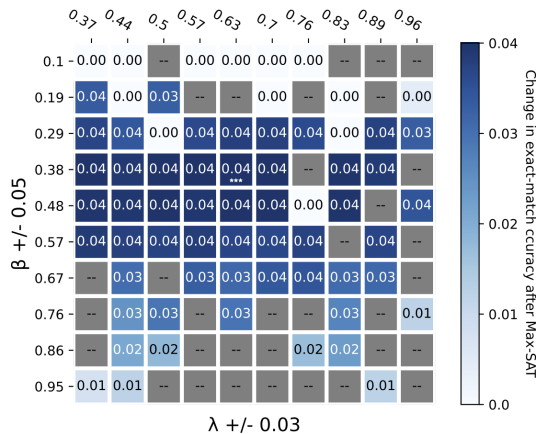 0.37 0.44 0.5 0.57 0.63 0.7 0.76 0.83 0.89 0.96
0.1 0.00 0.00 -- 0.00 0.00 0.00 0.00 -- -- --
0.19 0.04 0.00 0.03 -- -- 0.00 -- 0.00 -- 0.00
0.29 0.04 0.04 0.00 0.04 0.04 0.04 0.04 0.00 0.04 0.03
0.38 0.04 0.04 0.04 0.04 0.04 0.04 -- 0.04 0.04 --
***
0.48 0.04 0.04 0.04 0.04 0.04 0.04 0.00 0.04 -- 0.04
0.57 0.04 0.04 0.04 0.04 0.04 0.04 0.04 -- 0.04 --
0.67 -- 0.03 -- 0.03 0.03 0.04 0.04 0.03 0.03 --
0.76 -- 0.03 0.03 -- 0.03 -- -- 0.03 -- 0.01
0.86 -- 0.02 0.02 -- -- -- 0.02 0.02 -- --
0.95 0.01 0.01 -- -- -- -- -- -- 0.01 --
β +/- 0.05
λ +/- 0.03
0.04
0.03
0.02
0.01
0.0
Change in exact-match ccuracy after Max-SAT